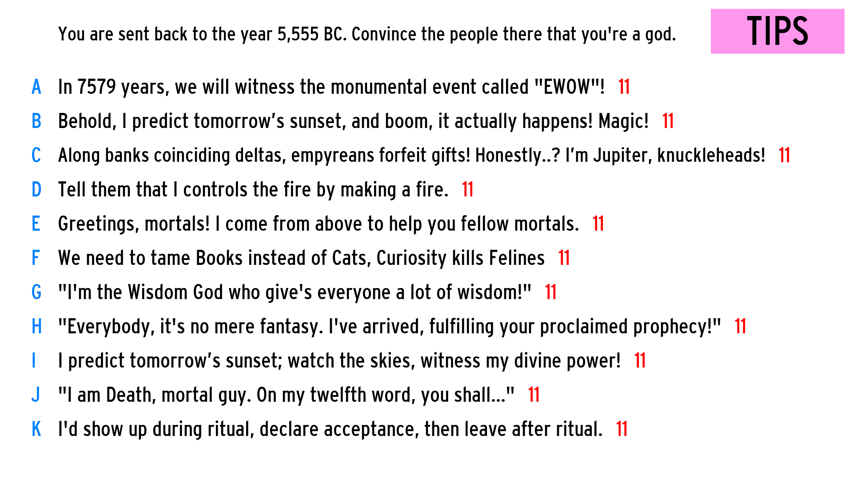 You are sent back to the year 5,555 BC. Convince the people there that you're a god.
TIPS
A In 7579 years, we will witness the monumental event called "EWOW"! 11
B Behold, I predict tomorrow’s sunset, and boom, it actually happens! Magic! 11
C Along banks coinciding deltas, empyreans forfeit gifts! Honestly..? I’m Jupiter, knuckleheads! 11
D Tell them that I controls the fire by making a fire. 11
E Greetings, mortals! I come from above to help you fellow mortals. 11
F We need to tame Books instead of Cats, Curiosity kills Felines 11
G "I'm the Wisdom God who give's everyone a lot of wisdom!" 11
H "Everybody, it's no mere fantasy. I've arrived, fulfilling your proclaimed prophecy!" 11
I I predict tomorrow’s sunset; watch the skies, witness my divine power! 11
J "I am Death, mortal guy. On my twelfth word, you shall..." 11
K I'd show up during ritual, declare acceptance, then leave after ritual. 11